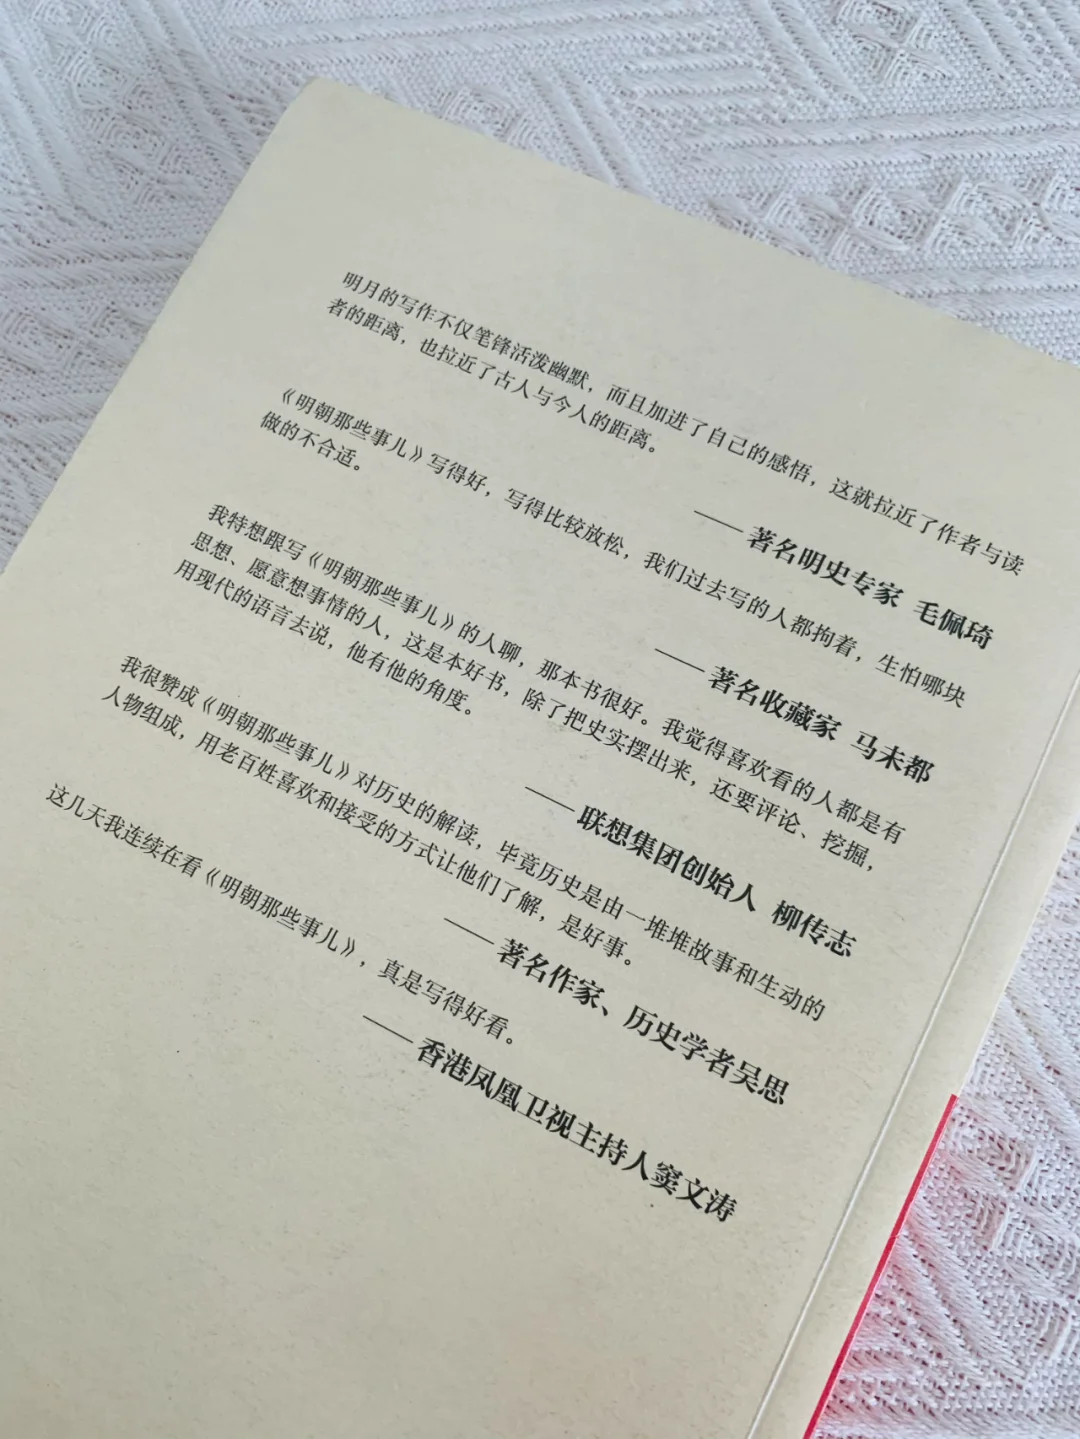 明月的写作不仅笔锋活泼幽默，而且加进了自己的感悟，这就拉近了作者与读
者的距离，也拉近了古人与今人的距离。
——著名明史专家 毛佩琦
《明朝那些事儿》写得好，写得比较放松，我们过去写的人都拘着，生怕哪块
做的不合适。
——著名收藏家 马未都
我特想跟写《明朝那些事儿》的人聊，那本书很好。我觉得喜欢看的人都是有
思想、愿意想事情的人，这是本好书，除了把史实摆出来，还要评论、挖掘，
用现代的语言去说，他有他的角度。
——联想集团创始人 柳传志
我很赞成《明朝那些事儿》对历史的解读，毕竟历史是由一堆堆故事和生动的
人物组成，用老百姓喜欢和接受的方式让他们了解，是好事。
——著名作家、历史学者吴思
这几天我连续在看《明朝那些事儿》，真是写得好看。
——香港凤凰卫视主持人窦文涛